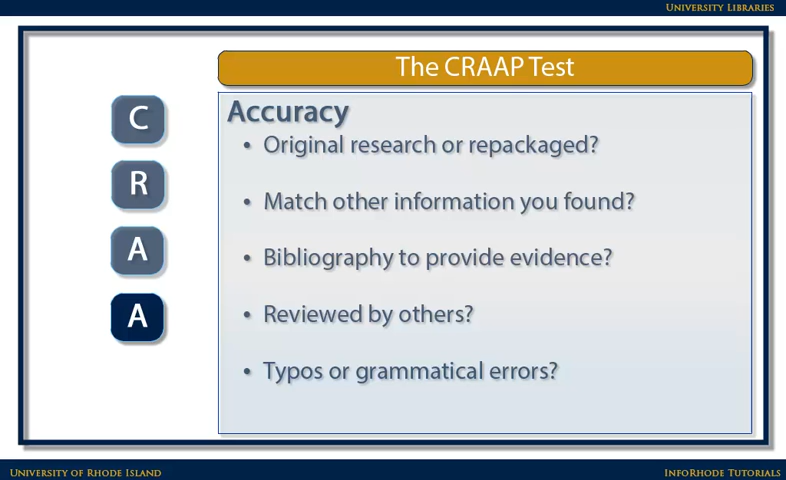 University Libraries
The CRAAP Test
C
R
A
A
Accuracy
• Original research or repackaged?
• Match other information you found?
• Bibliography to provide evidence?
• Reviewed by others?
• Typos or grammatical errors?
University of Rhode Island
InfoRhode Tutorials